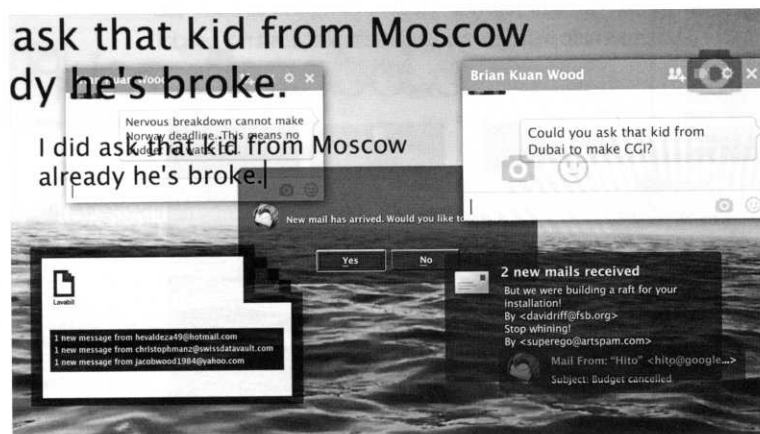 ask that kid from Moscow
dy he's broke.
Brian Kuan Wood
Nervous breakdown cannot make
Norway deadline. This means no
I did ask that kid from Moscow
already he's broke.
Brian Kuan Wood
Could you ask that kid from
Dubai to make CGI?
New mail has arrived. Would you like to
Yes
No
Lavabit
1 new message from hevaldeza49@hotmail.com
1 new message from christophmanz@swissdatavault.com
1 new message from jacobwood1984@yahoo.com
2 new mails received
But we were building a raft for your
installation!
By <davidriff@fsb.org>
Stop whining!
By <superego@artspam.com>
Mail From: "Hito" <hito@google...>
Subject: Budget cancelled